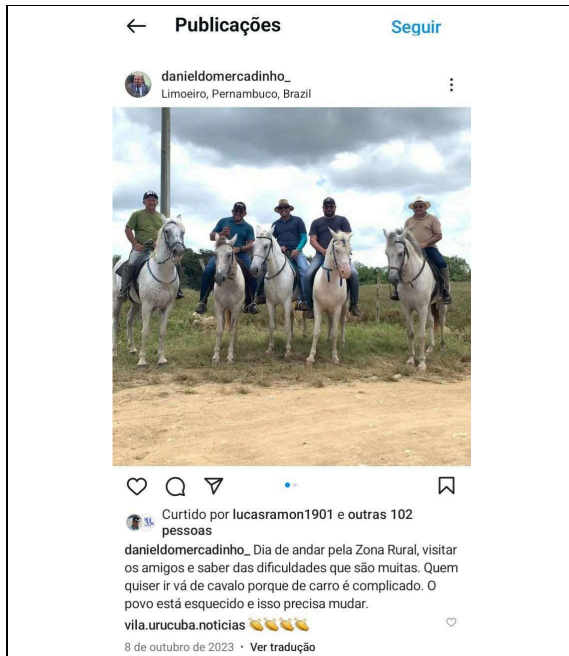 Publicações
Seguir
danieldomercadinho_
Limoeiro, Pernambuco, Brazil
Curtido por lucasramon1901 e outras 102
pessoas
danieldomercadinho_ Dia de andar pela Zona Rural, visitar
os amigos e saber das dificuldades que são muitas. Quem
quiser ir vá de cavalo porque de carro é complicado. O
povo está esquecido e isso precisa mudar.
vila.urucuba.noticias 👏👏👏👏
8 de outubro de 2023 • Ver tradução